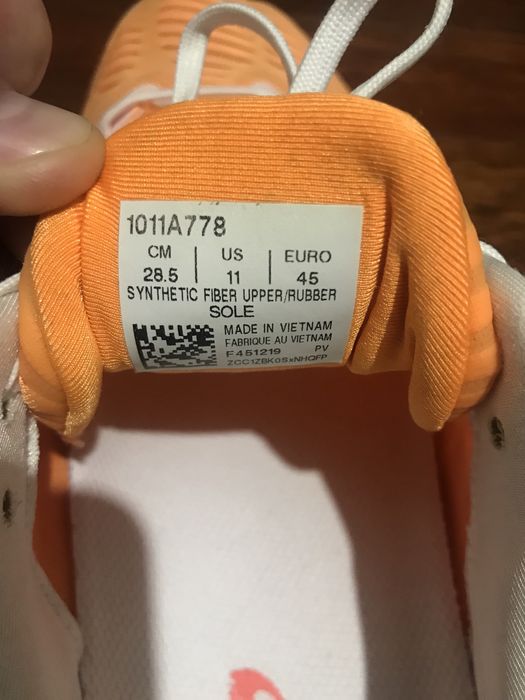 1011A778
CM | US | EURO
28.5 | 11 | 45
SYNTHETIC FIBER UPPER/RUBBER
SOLE
MADE IN VIETNAM
FABRIQUE AU VIETNAM
F451219 PV
ZCC1ZBK0SxNHQFP